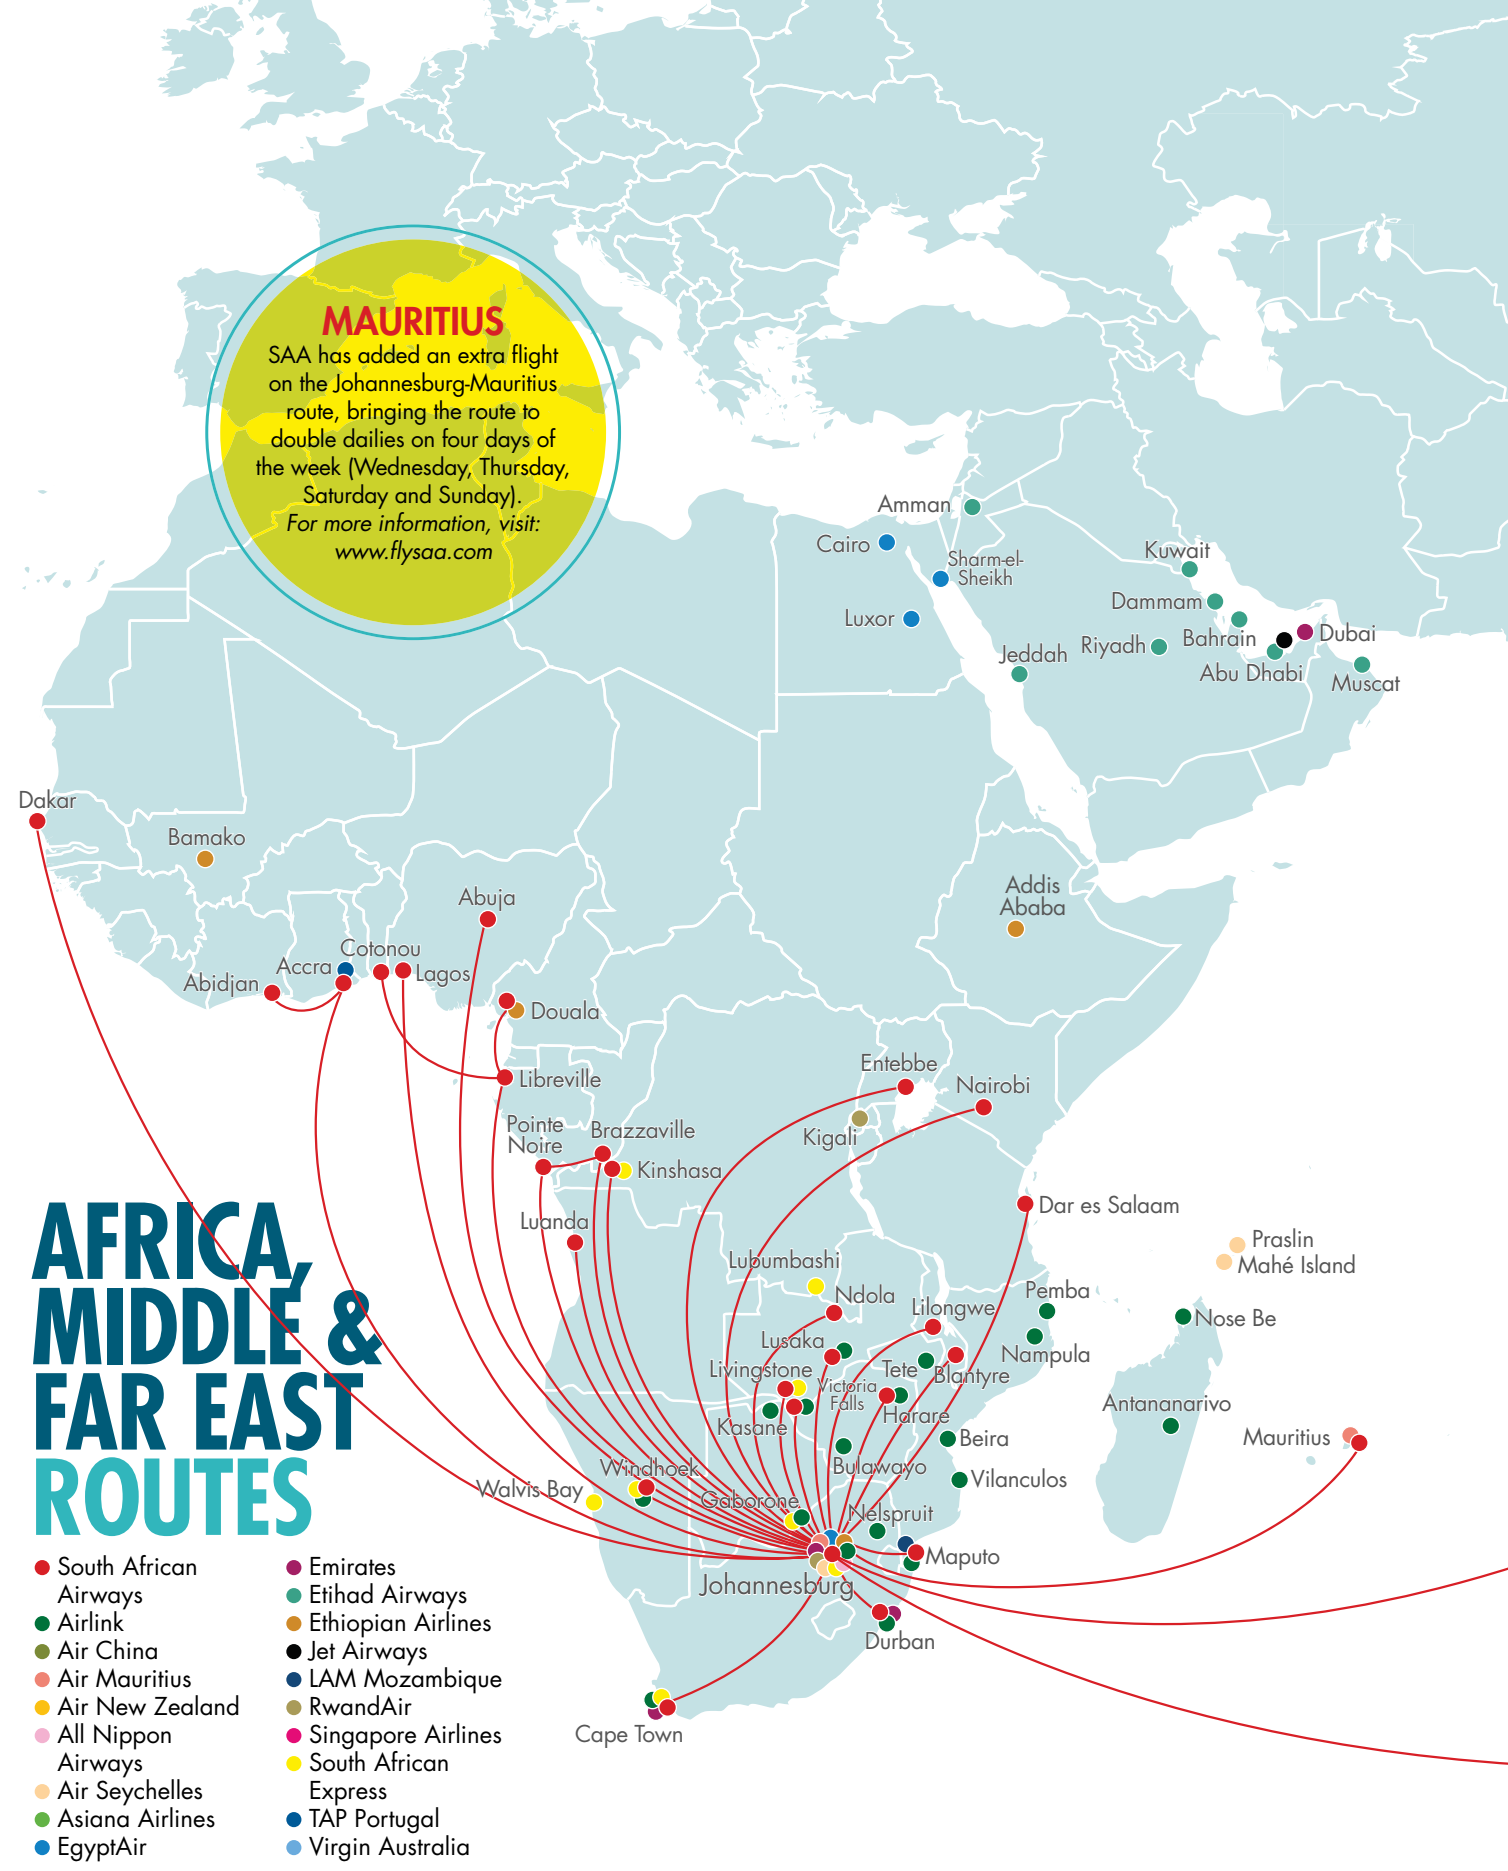 MAURITIUS
SAA has added an extra flight
on the Johannesburg-Mauritius
route, bringing the route to
double dailies on four days of
the week (Wednesday, Thursday,
Saturday and Sunday).
For more information, visit:
www.flysaa.com
Amman
Cairo
Sharm-el-
Sheikh
Luxor
Kuwait
Dammam
Bahrain
Riyadh
Jeddah
Dubai
Abu Dhabi
Muscat
Dakar
Bamako
Abuja
Addis
Ababa
Cotonou
Accra
Lagos
Abidjan
Douala
Libreville
Entebbe
Nairobi
Kigali
Pointe
Noire
Brazzaville
Kinshasa
Luanda
Dar es Salaam
Praslin
Mahé Island
Lubumbashi
Ndola
Lilongwe
Pemba
Nose Be
Lusaka
Nampula
Livingstone
Victoria
Falls
Tete
Blantyre
Kasane
Harare
Antananarivo
Mauritius
Beira
Bulawayo
Vilanculos
Windhoek
Walvis Bay
Gaborone
Nelspruit
Maputo
Johannesburg
Durban
Cape Town
AFRICA,
MIDDLE &
FAR EAST
ROUTES
South African
Airways
Airlink
Air China
Air Mauritius
Air New Zealand
All Nippon
Airways
Air Seychelles
Asiana Airlines
EgyptAir
Emirates
Etihad Airways
Ethiopian Airlines
Jet Airways
LAM Mozambique
RwandAir
Singapore Airlines
South African
Express
TAP Portugal
Virgin Australia